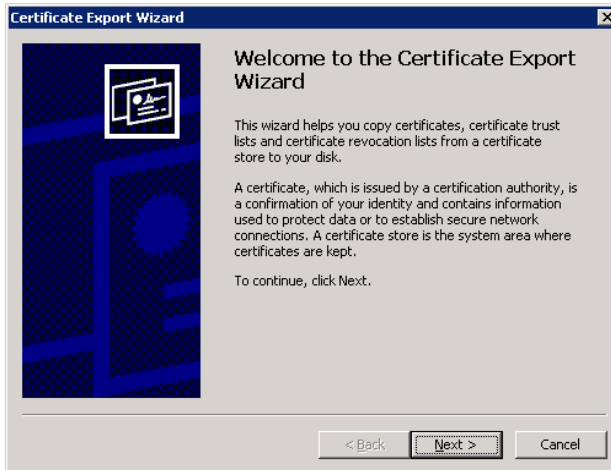 Certificate Export Wizard
Welcome to the Certificate Export
Wizard
This wizard helps you copy certificates, certificate trust
lists and certificate revocation lists from a certificate
store to your disk.
A certificate, which is issued by a certification authority, is
a confirmation of your identity and contains information
used to protect data or to establish secure network
connections. A certificate store is the system area where
certificates are kept.
To continue, click Next.
< Back Next > Cancel